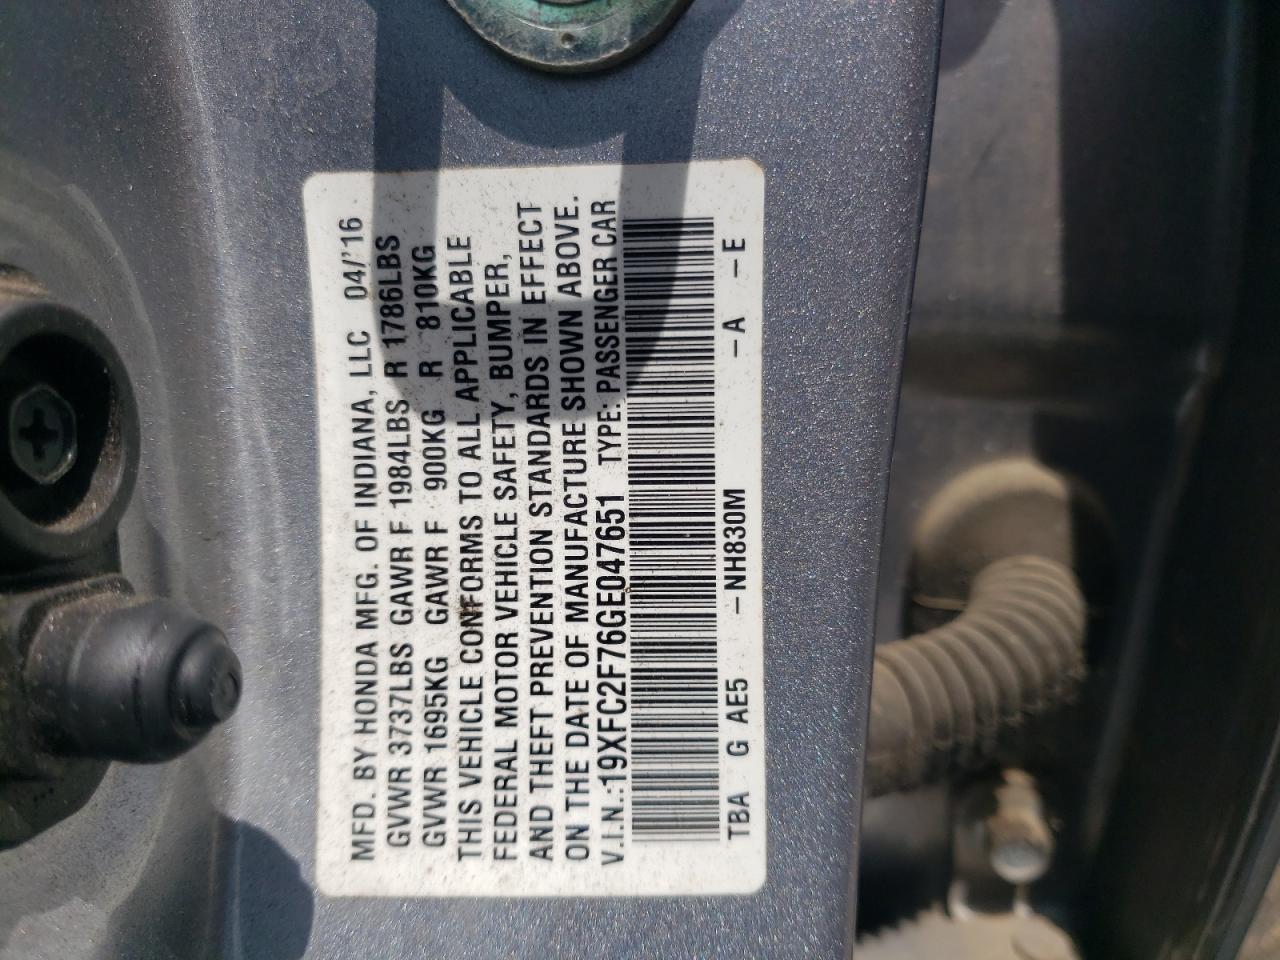 MFD. BY HONDA MFG. OF INDIANA, LLC 04/'16
GVWR 3737LBS GAWR F 1984LBS R 1786LBS
GVWR 1695KG GAWR F 900KG R 810KG
THIS VEHICLE CONFORMS TO ALL APPLICABLE
FEDERAL MOTOR VEHICLE SAFETY, BUMPER,
AND THEFT PREVENTION STANDARDS IN EFFECT
ON THE DATE OF MANUFACTURE SHOWN ABOVE.
V.I.N.:19XFC2F76GE047651 TYPE: PASSENGER CAR
TBA G AE5 -NH830M -A -E